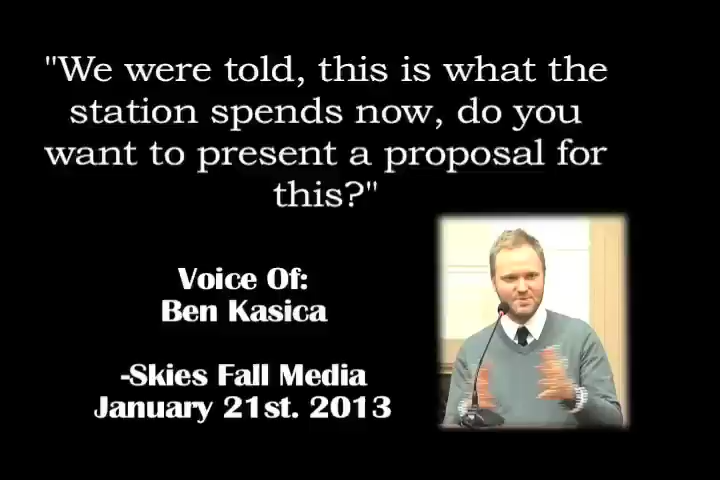 "We were told, this is what the
station spends now, do you
want to present a proposal for
this?"
Voice Of:
Ben Kasica
-Skies Fall Media
January 21st. 2013